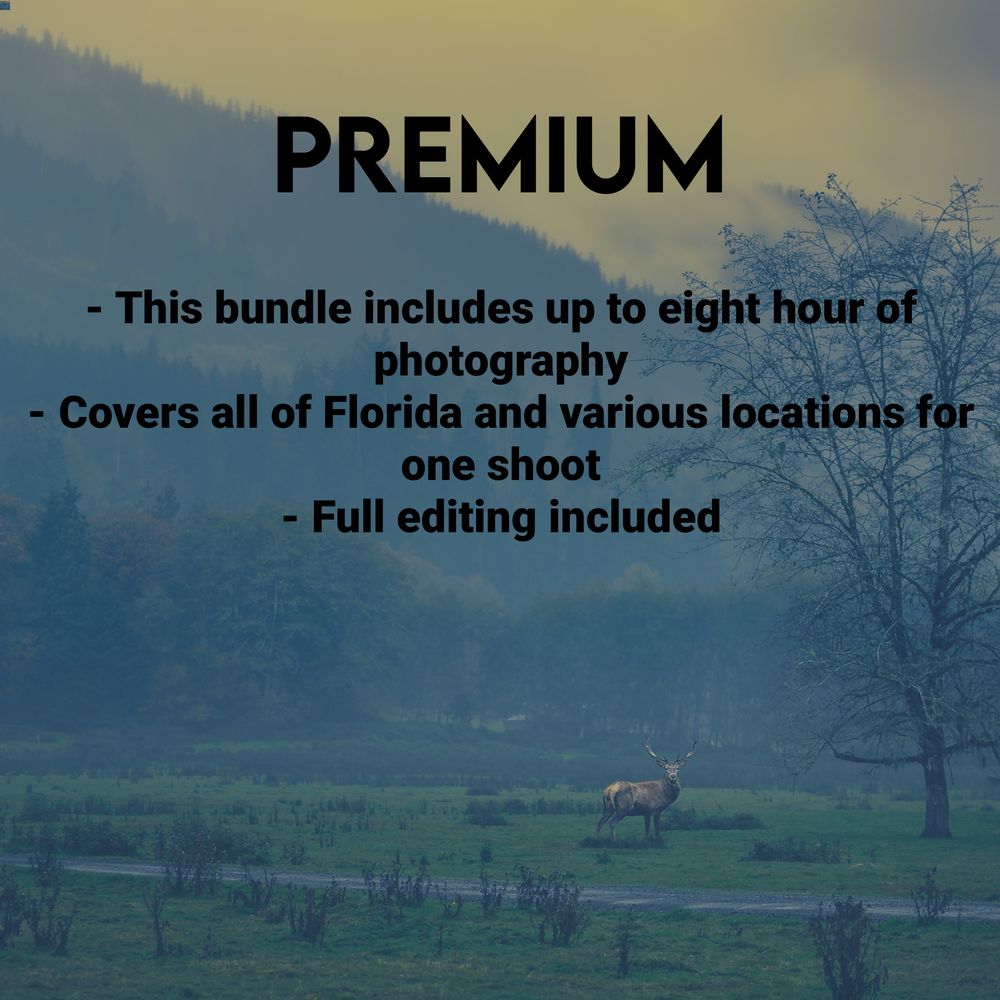 PREMIUM
- This bundle includes up to eight hour of
photography
- Covers all of Florida and various locations for
one shoot
- Full editing included